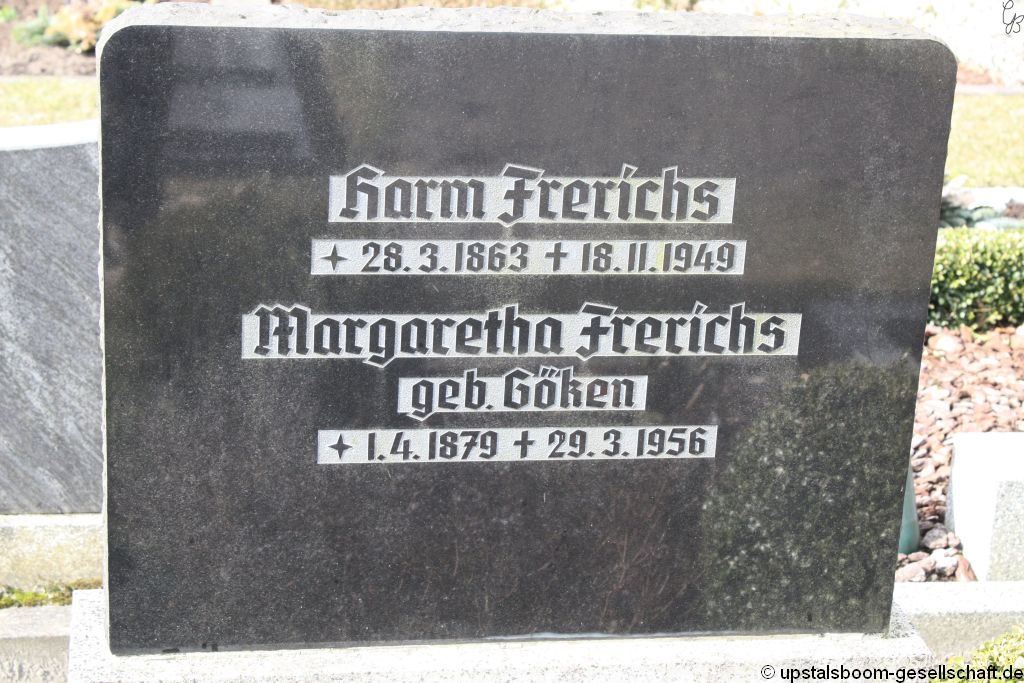 Harm Frerichs
✦ 28.3.1863 ✝ 18.11.1949
Margaretha Frerichs
geb. Göken
✦ 1.4.1879 ✝ 29.3.1956
© upstalsboom-gesellschaft.de